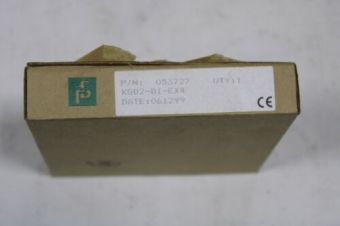 P/N: 053727 QTY:1
KSD2-BI-EX4
DATE:061299
CE